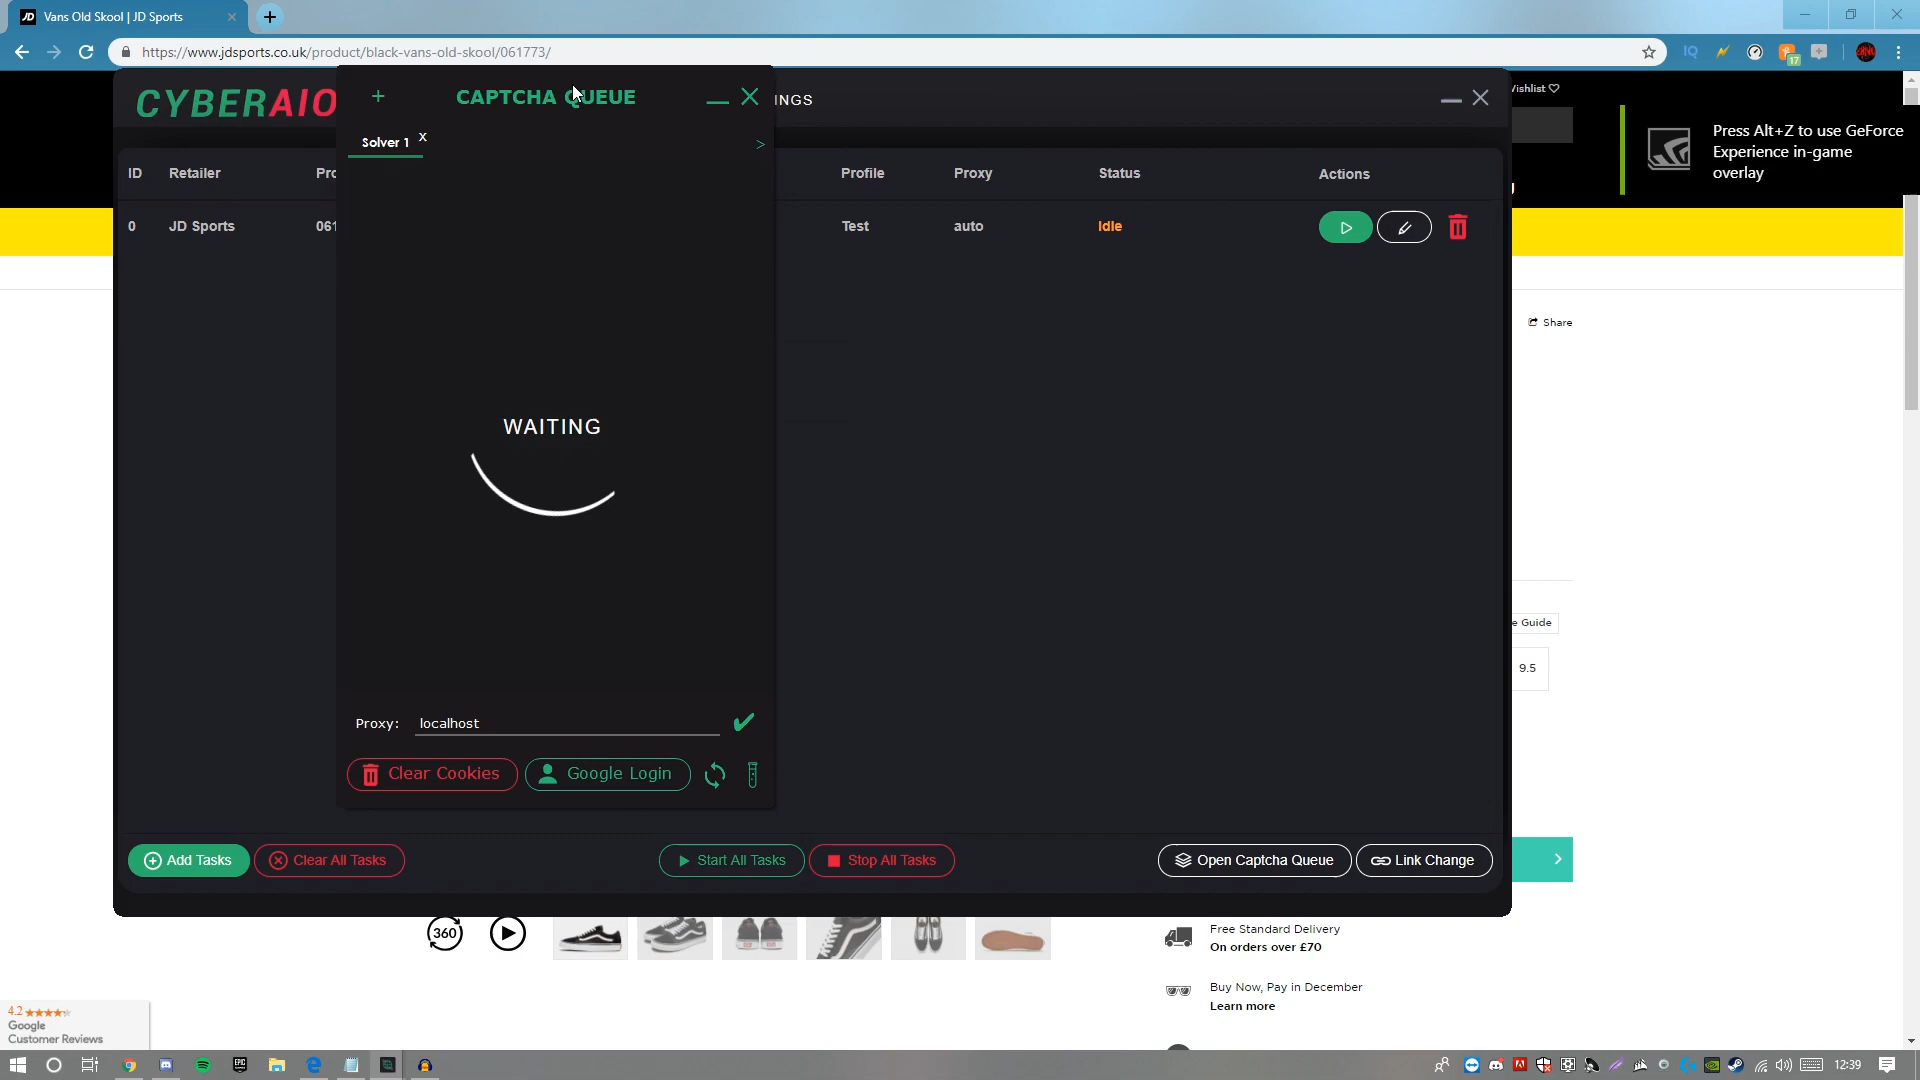 Vans Old Skool | JD Sports
https://www.jdsports.co.uk/product/black-vans-old-skool/061773/
17
CYBERAIO
CAPTCHA QUEUE
INGS
Vishlist
Solver 1 x
>
Press Alt+Z to use GeForce
Experience in-game
overlay
ID Retailer Pro Profile Proxy Status Actions
0 JD Sports 061 Test auto Idle
Share
WAITING
e Guide
9.5
Proxy: localhost
Clear Cookies Google Login
Add Tasks Clear All Tasks Start All Tasks Stop All Tasks Open Captcha Queue Link Change
360
Free Standard Delivery
On orders over £70
Buy Now, Pay in December
Learn more
4.2
Google
Customer Reviews
12:39